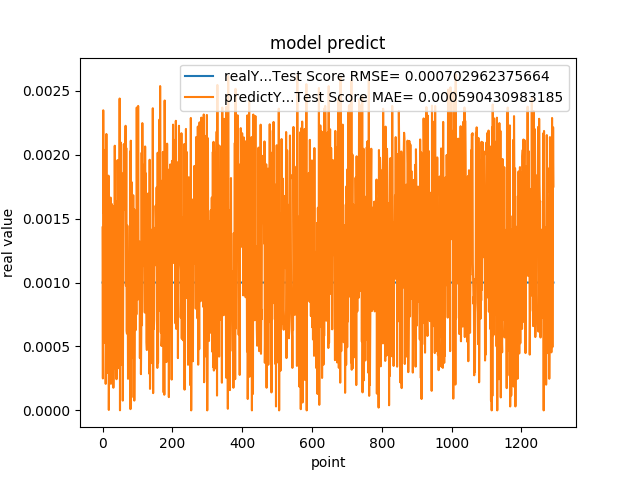 model predict
realY...Test Score RMSE= 0.000702962375664
predictY...Test Score MAE= 0.000590430983185
real value
0.0025
0.0020
0.0015
0.0010
0.0005
0.0000
0 200 400 600 800 1000 1200
point